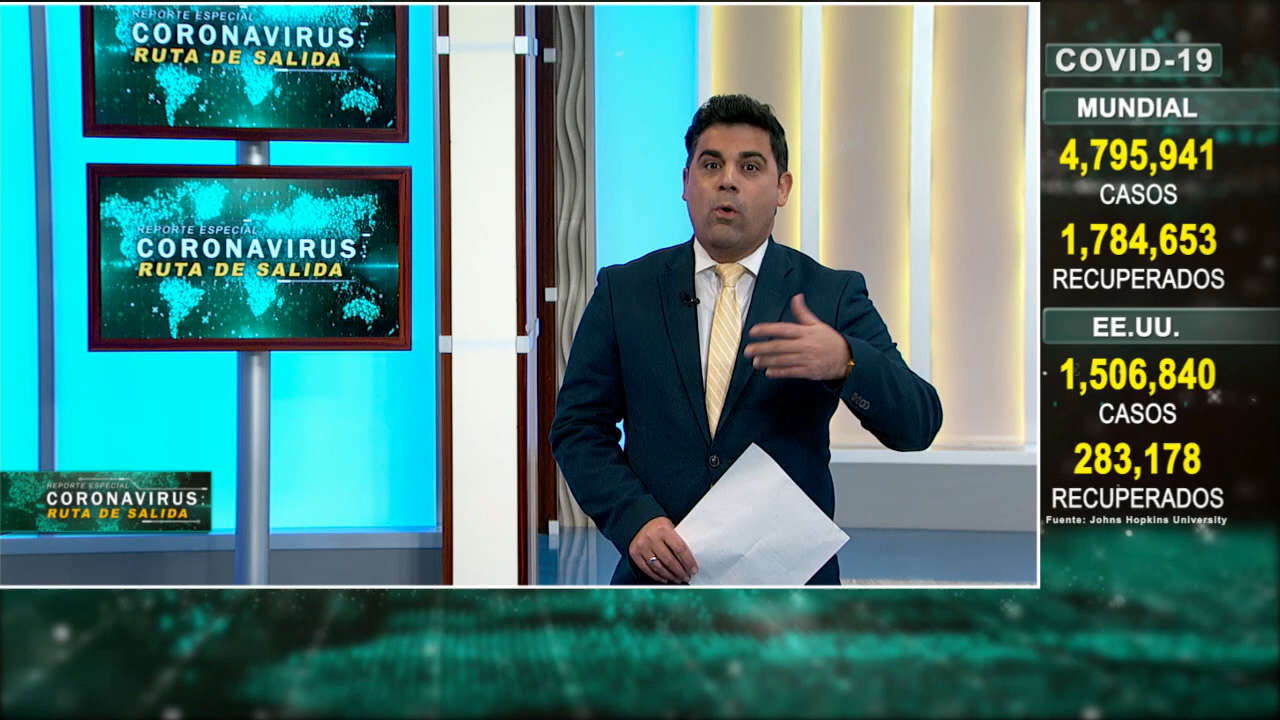 REPORTE ESPECIAL
CORONAVIRUS
RUTA DE SALIDA
REPORTE ESPECIAL
CORONAVIRUS
RUTA DE SALIDA
REPORTE ESPECIAL
CORONAVIRUS:
RUTA DE SALIDA
COVID-19
MUNDIAL
4,795,941
CASOS
1,784,653
RECUPERADOS
EE.UU.
1,506,840
CASOS
283,178
RECUPERADOS
Fuente: Johns Hopkins University